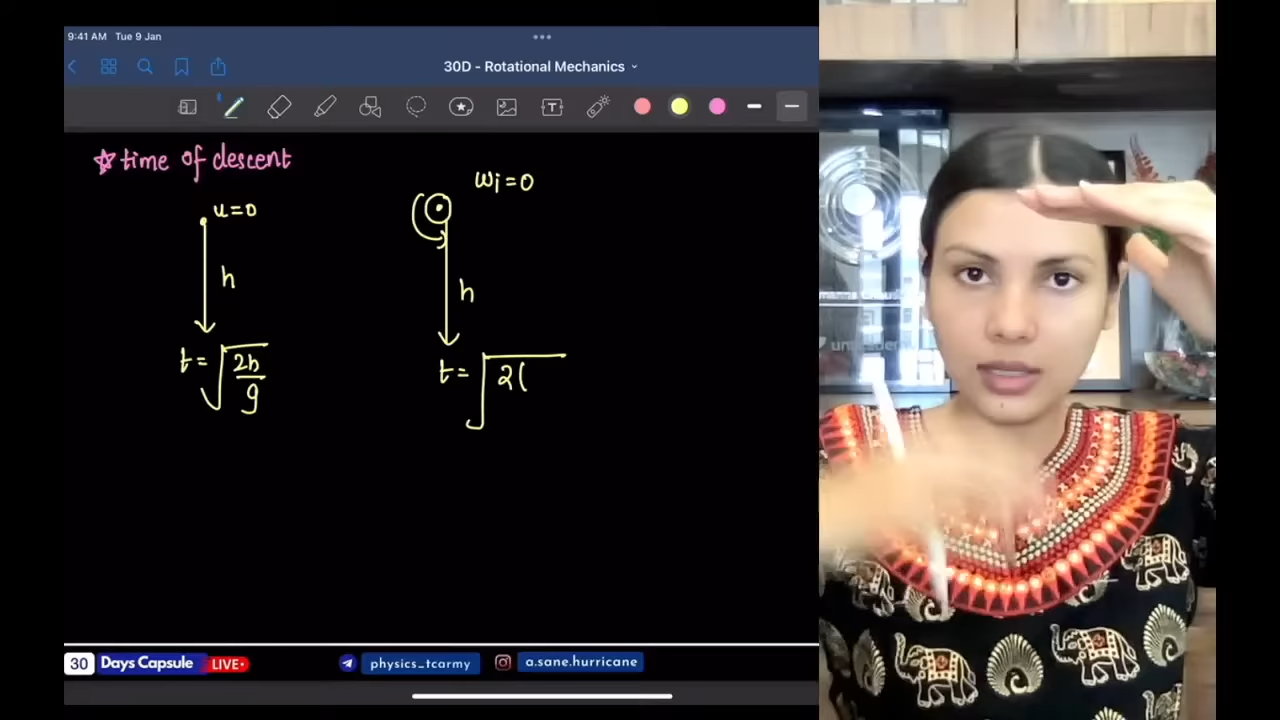 9:41 AM Tue 9 Jan
30D - Rotational Mechanics
T
☆ time of descent
u=0
h
t= √2h/g
ωi=0
h
t= √2(
30 Days Capsule LIVE
physics_tcarmy
a.sane.hurricane